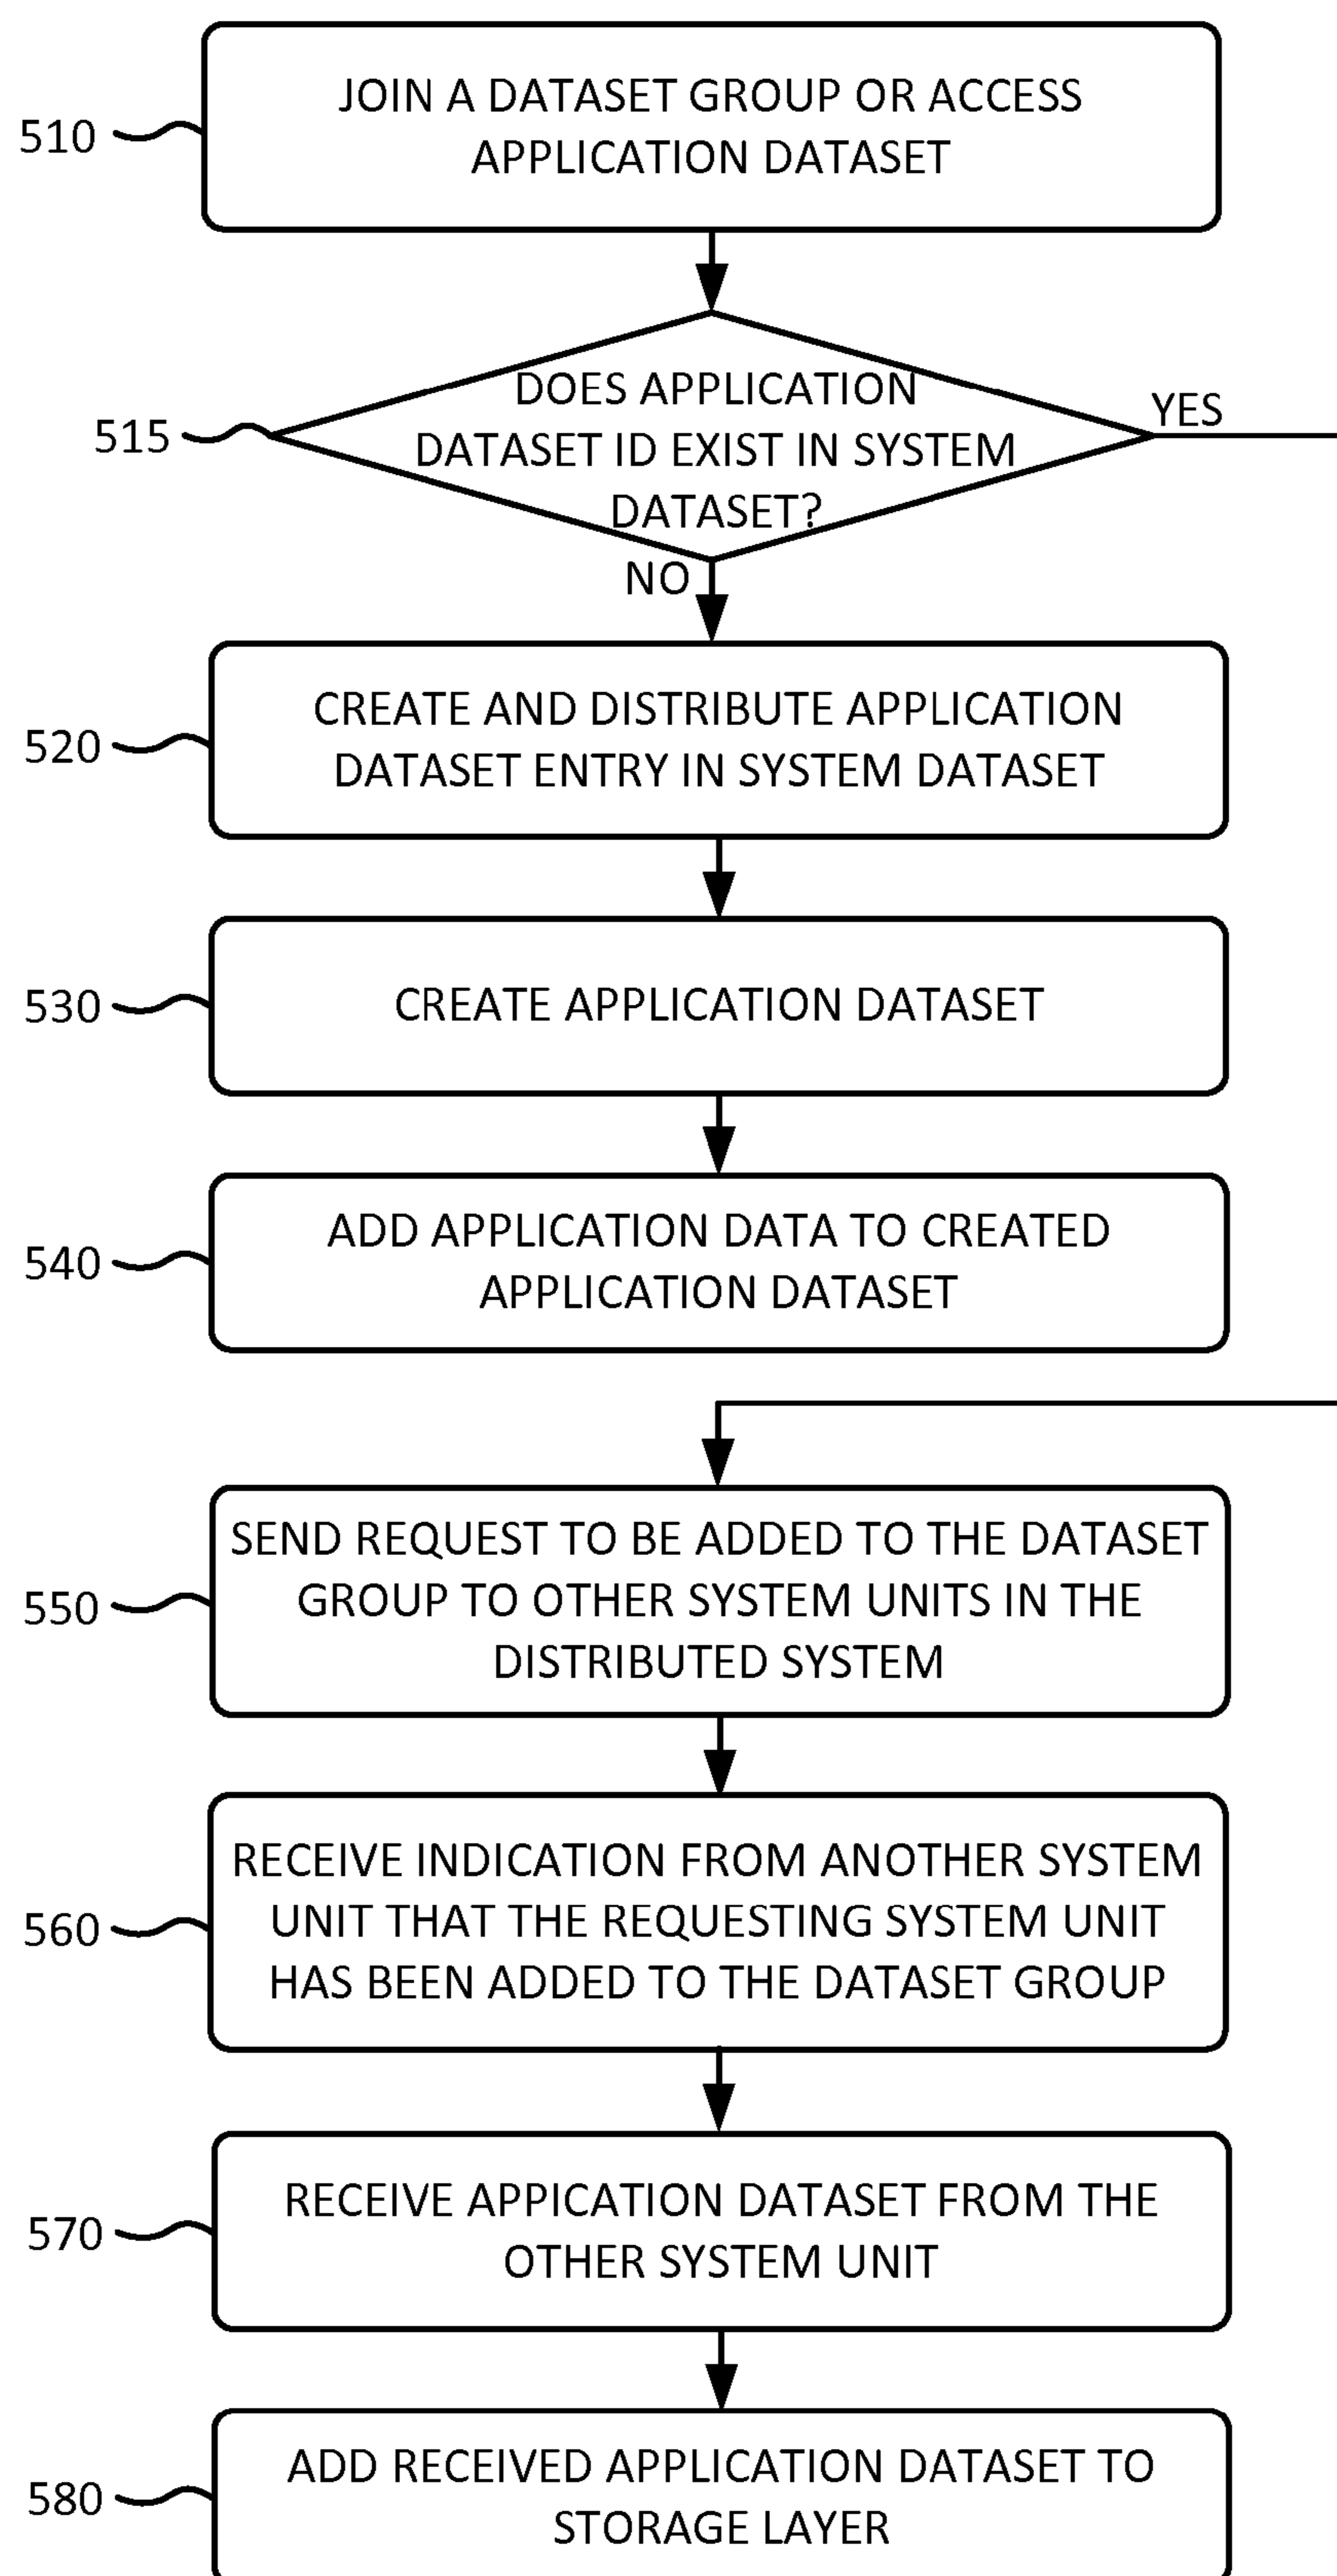 510
JOIN A DATASET GROUP OR ACCESS
APPLICATION DATASET
515
DOES APPLICATION
DATASET ID EXIST IN SYSTEM
DATASET?
YES
NO
520
CREATE AND DISTRIBUTE APPLICATION
DATASET ENTRY IN SYSTEM DATASET
530
CREATE APPLICATION DATASET
540
ADD APPLICATION DATA TO CREATED
APPLICATION DATASET
550
SEND REQUEST TO BE ADDED TO THE DATASET
GROUP TO OTHER SYSTEM UNITS IN THE
DISTRIBUTED SYSTEM
560
RECEIVE INDICATION FROM ANOTHER SYSTEM
UNIT THAT THE REQUESTING SYSTEM UNIT
HAS BEEN ADDED TO THE DATASET GROUP
570
RECEIVE APPICATION DATASET FROM THE
OTHER SYSTEM UNIT
580
ADD RECEIVED APPLICATION DATASET TO
STORAGE LAYER